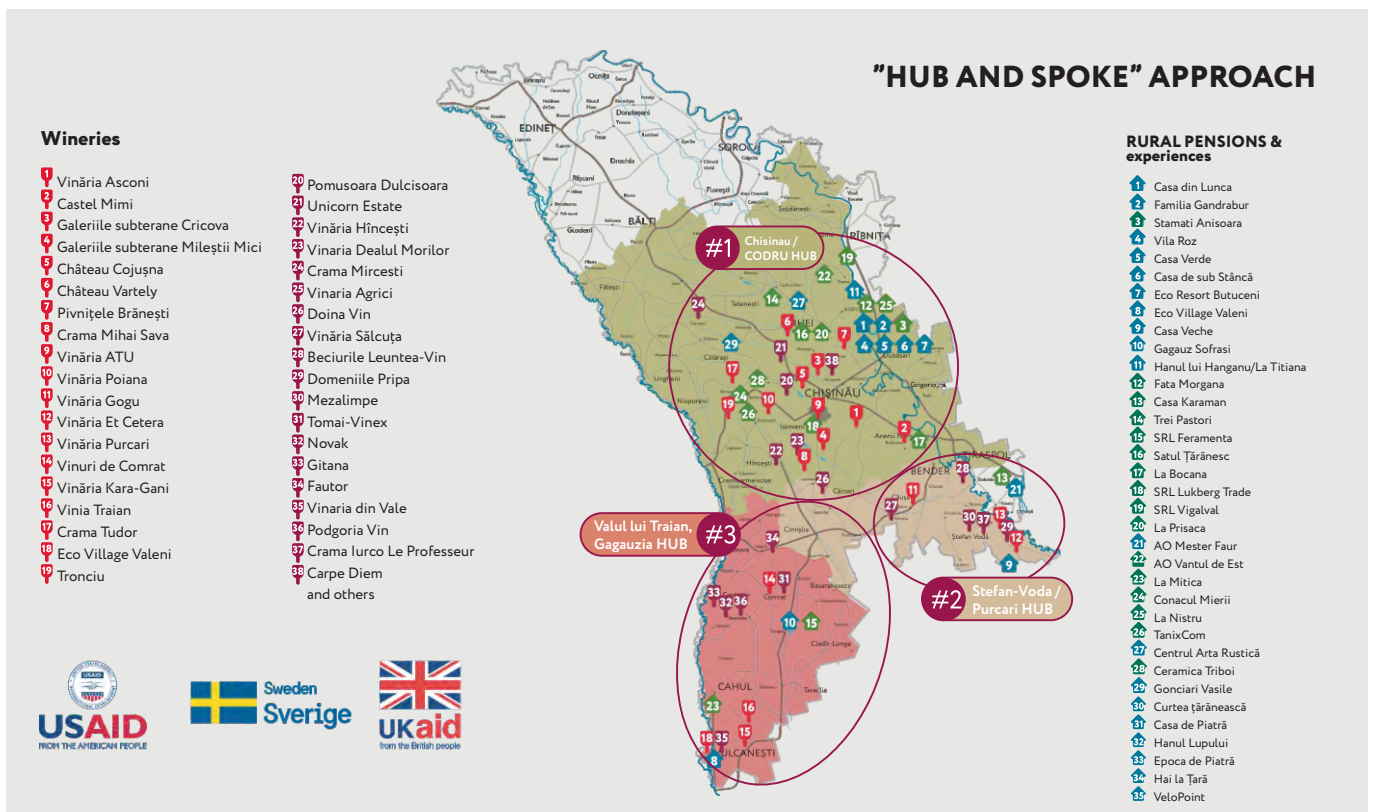 "HUB AND SPOKE" APPROACH
Wineries
1 Vinăria Asconi
2 Castel Mimi
3 Galeriile subterane Cricova
4 Galeriile subterane Mileștii Mici
5 Château Cojușna
6 Château Vartely
7 Pivnițele Brănești
8 Crama Mihai Sava
9 Vinăria ATU
10 Vinăria Poiana
11 Vinăria Gogu
12 Vinăria Et Cetera
13 Vinăria Purcari
14 Vinuri de Comrat
15 Vinăria Kara-Gani
16 Vinia Traian
17 Crama Tudor
18 Eco Village Valeni
19 Tronciu
20 Pomusoara Dulcisoara
21 Unicorn Estate
22 Vinăria Hîncești
23 Vinaria Dealul Morilor
24 Crama Mircesti
25 Vinaria Agrici
26 Doina Vin
27 Vinăria Sălcuța
28 Beciurile Leuntea-Vin
29 Domeniile Pripa
30 Mezalimpe
31 Tomai-Vinex
32 Novak
33 Gitana
34 Fautor
35 Vinaria din Vale
36 Podgoria Vin
37 Crama Iurco Le Professeur
38 Carpe Diem
and others
EDINEȚ
Ocnița
Dondușeni
Drochia
Rîșcani
SOROCA
Florești
Glodeni
BĂLȚI
Șoldănești
RÎBNIȚA
Fălești
#1 Chisinau /
CODRU HUB
Telenești
Călărași
Ungheni
Nisporeni
Dubăsari
Grigorio
CHIȘINĂU
Ialoveni
Anenii
Hîncești
Căinari
TIRASPOL
BENDER
Ștefan Vodă
Valul lui Traian,
Gagauzia HUB
#3
Cimișlia
Basarabeasca
Comrat
#2 Stefan-Voda /
Purcari HUB
Ciadîr-Lunga
CAHUL
Taraclia
ULCANEȘTI
RURAL PENSIONS &
experiences
1 Casa din Lunca
2 Familia Gandrabur
3 Stamati Anisoara
4 Vila Roz
5 Casa Verde
6 Casa de sub Stâncă
7 Eco Resort Butuceni
8 Eco Village Valeni
9 Casa Veche
10 Gagauz Sofrasi
11 Hanul lui Hanganu/La Titiana
12 Fata Morgana
13 Casa Karaman
14 Trei Pastori
15 SRL Feramenta
16 Satul Țărănesc
17 La Bocana
18 SRL Lukberg Trade
19 SRL Vigalval
20 La Prisaca
21 AO Mester Faur
22 AO Vantul de Est
23 La Mitica
24 Conacul Mierii
25 La Nistru
26 TanixCom
27 Centrul Arta Rustică
28 Ceramica Triboi
29 Gonciari Vasile
30 Curtea țărănească
31 Casa de Piatră
32 Hanul Lupului
33 Epoca de Piatră
34 Hai la Țară
35 VeloPoint
USAID
FROM THE AMERICAN PEOPLE
Sweden
Sverige
UKaid
from the British people